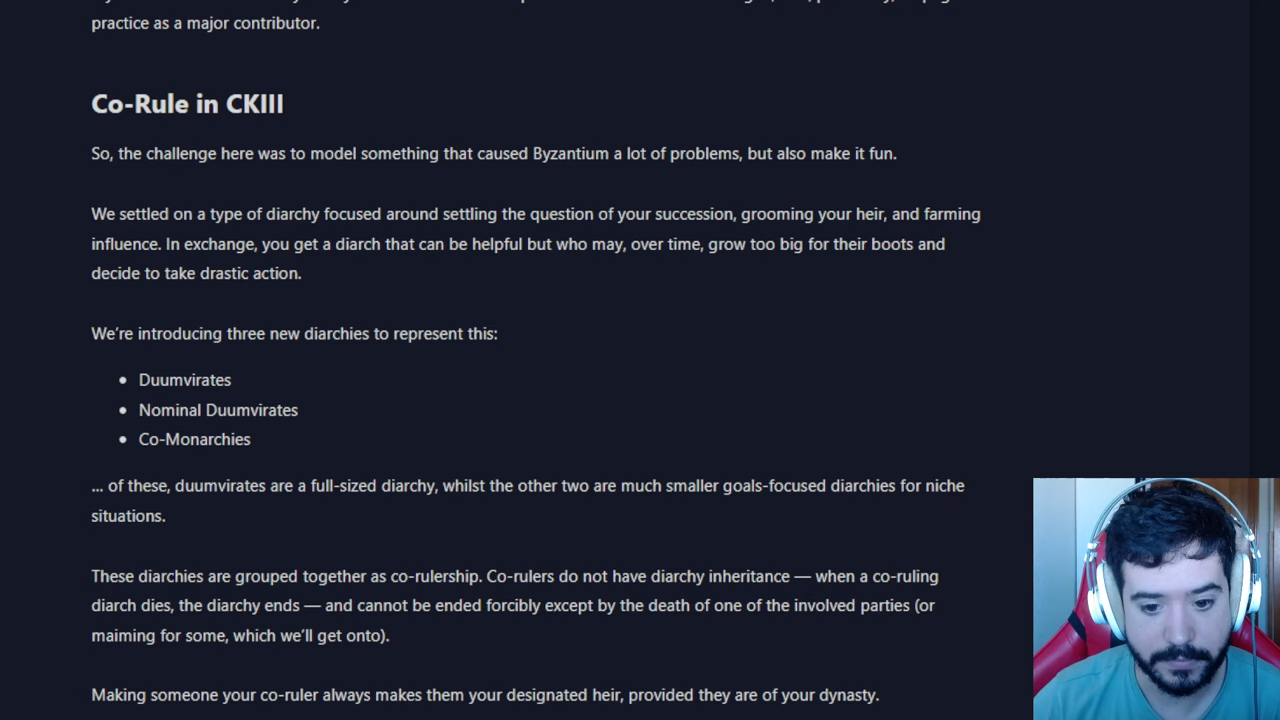 practice as a major contributor.
Co-Rule in CKIII
So, the challenge here was to model something that caused Byzantium a lot of problems, but also make it fun.
We settled on a type of diarchy focused around settling the question of your succession, grooming your heir, and farming
influence. In exchange, you get a diarch that can be helpful but who may, over time, grow too big for their boots and
decide to take drastic action.
We're introducing three new diarchies to represent this:
• Duumvirates
• Nominal Duumvirates
• Co-Monarchies
... of these, duumvirates are a full-sized diarchy, whilst the other two are much smaller goals-focused diarchies for niche
situations.
These diarchies are grouped together as co-rulership. Co-rulers do not have diarchy inheritance — when a co-ruling
diarch dies, the diarchy ends — and cannot be ended forcibly except by the death of one of the involved parties (or
maiming for some, which we'll get onto).
Making someone your co-ruler always makes them your designated heir, provided they are of your dynasty.